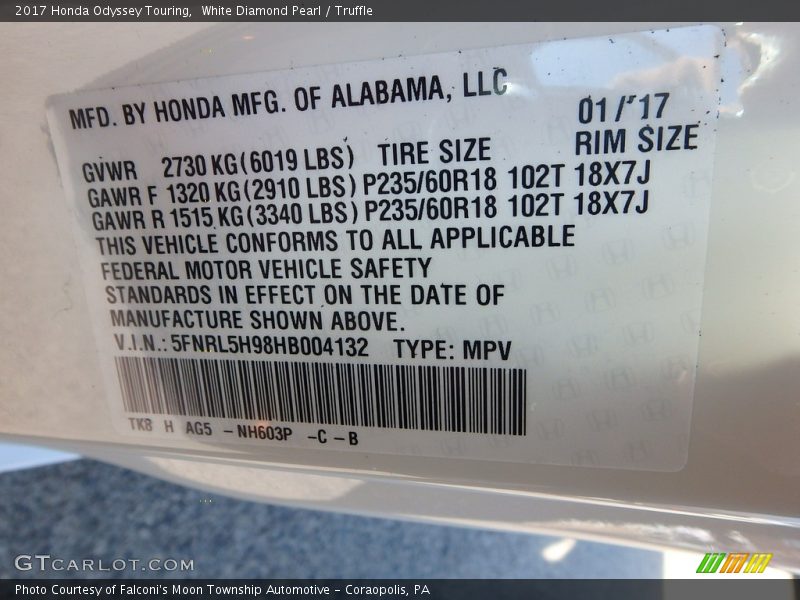 2017 Honda Odyssey Touring,  White Diamond Pearl / Truffle
MFD. BY HONDA MFG. OF ALABAMA, LLC 01/'17
GVWR 2730 KG(6019 LBS) TIRE SIZE RIM SIZE
GAWR F 1320 KG(2910 LBS) P235/60R18 102T 18X7J
GAWR R 1515 KG(3340 LBS) P235/60R18 102T 18X7J
THIS VEHICLE CONFORMS TO ALL APPLICABLE
FEDERAL MOTOR VEHICLE SAFETY
STANDARDS IN EFFECT ON THE DATE OF
MANUFACTURE SHOWN ABOVE.
V.I.N.: 5FNRL5H98HB004132 TYPE: MPV
TK8 H AG5 -NH603P -C-B
GTCARLOT.COM
Photo Courtesy of Falconi's Moon Township Automotive - Coraopolis, PA